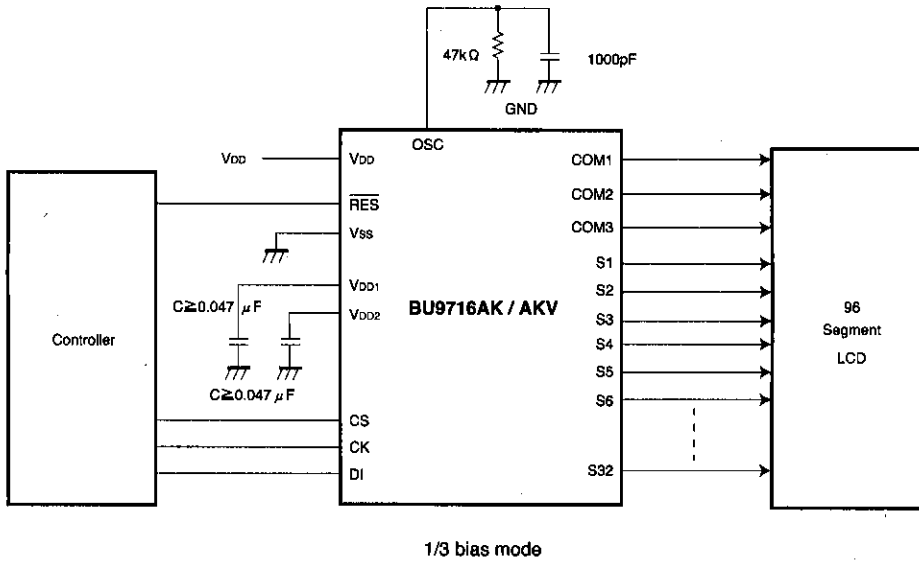 47kΩ
1000pF
GND
OSC
VDD
VDD
RES
VSS
VDD1
C≧0.047 μF
VDD2
C≧0.047 μF
CS
CK
DI
Controller
BU9716AK / AKV
COM1
COM2
COM3
S1
S2
S3
S4
S5
S6
S32
96
Segment
LCD
1/3 bias mode